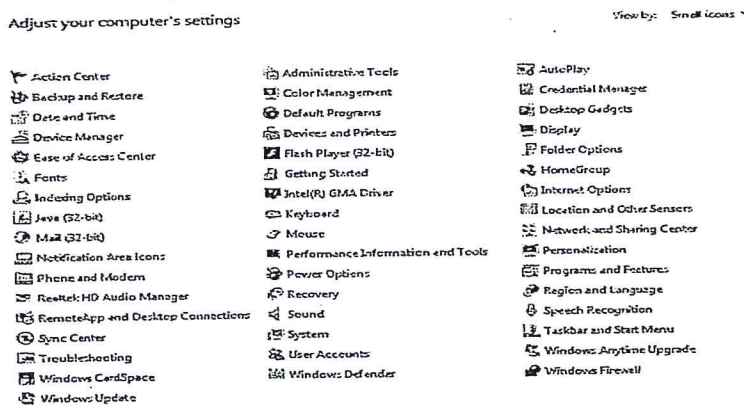 Adjust your computer's settings
View by: Small icons
Action Center
Backup and Restore
Date and Time
Device Manager
Ease of Access Center
Fonts
Indexing Options
Java (32-bit)
Mail (32-bit)
Notification Area Icons
Phone and Modem
Realtek HD Audio Manager
RemoteApp and Desktop Connections
Sync Center
Troubleshooting
Windows CardSpace
Windows Update
Administrative Tools
Color Management
Default Programs
Devices and Printers
Flash Player (32-bit)
Getting Started
Intel(R) GMA Driver
Keyboard
Mouse
Performance Information and Tools
Power Options
Recovery
Sound
System
User Accounts
Windows Defender
AutoPlay
Credential Manager
Desktop Gadgets
Display
Folder Options
HomeGroup
Internet Options
Location and Other Sensors
Network and Sharing Center
Personalization
Programs and Features
Region and Language
Speech Recognition
Taskbar and Start Menu
Windows Anytime Upgrade
Windows Firewall